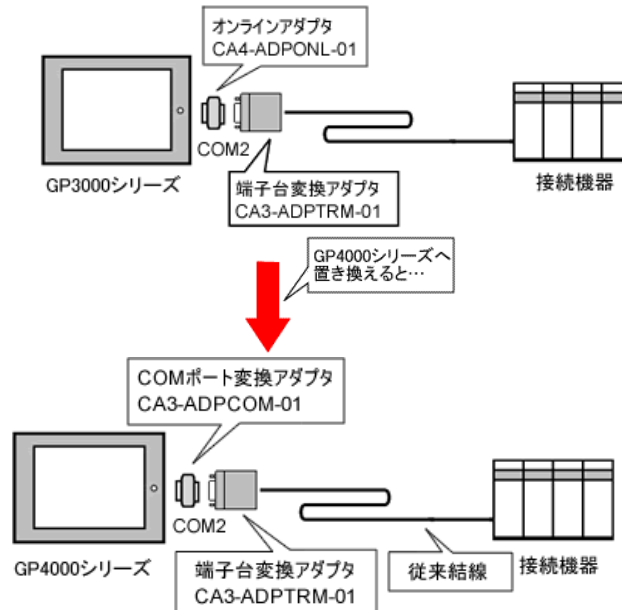 オンラインアダプタ
CA4-ADPONL-01
COM2
GP3000シリーズ
端子台変換アダプタ
CA3-ADPTRM-01
接続機器
GP4000シリーズへ
置き換えると…
COMポート変換アダプタ
CA3-ADPCOM-01
COM2
GP4000シリーズ
端子台変換アダプタ
CA3-ADPTRM-01
従来結線
接続機器